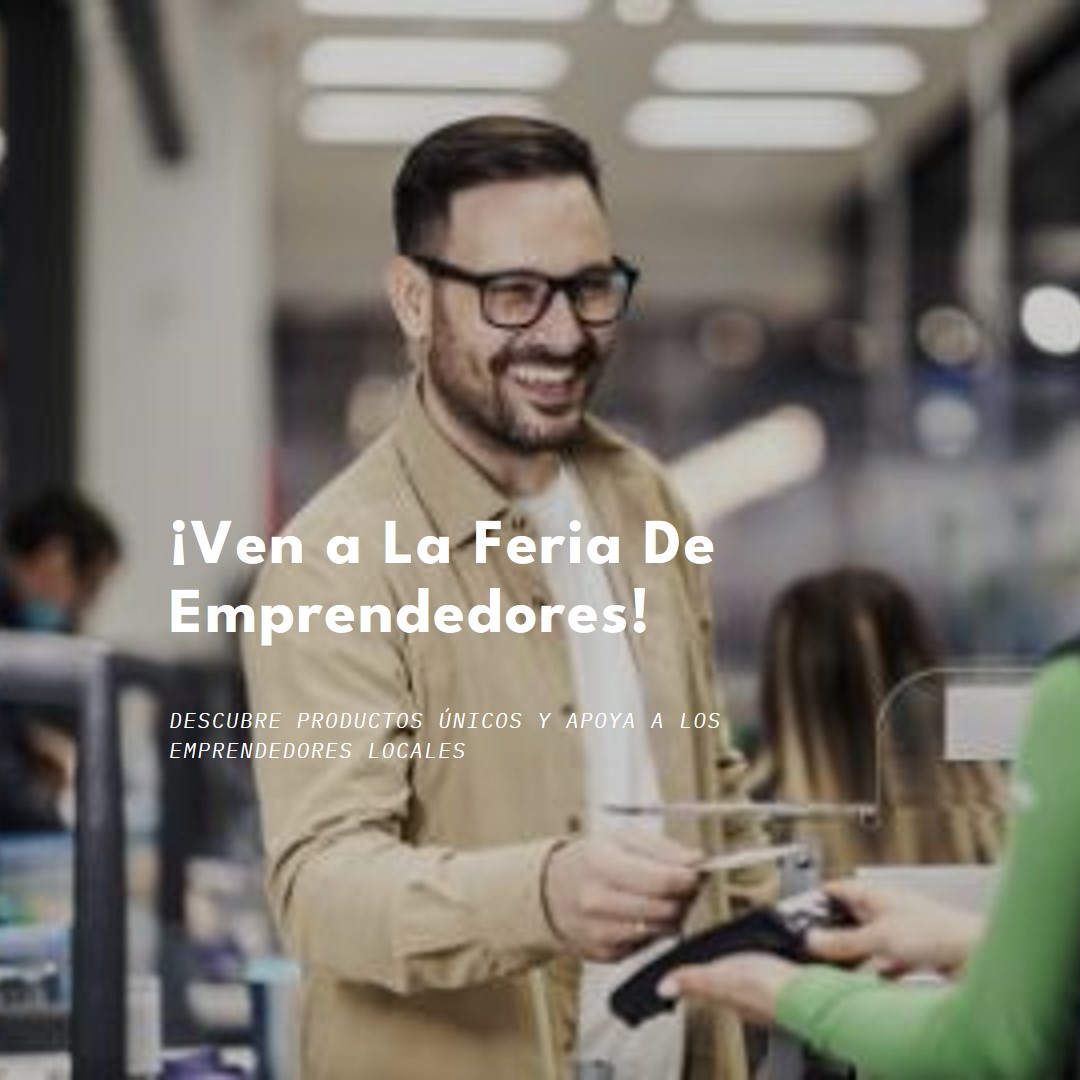 ¡Ven a La Feria De
Emprendedores!
DESCUBRE PRODUCTOS ÚNICOS Y APOYA A LOS
EMPRENDEDORES LOCALES